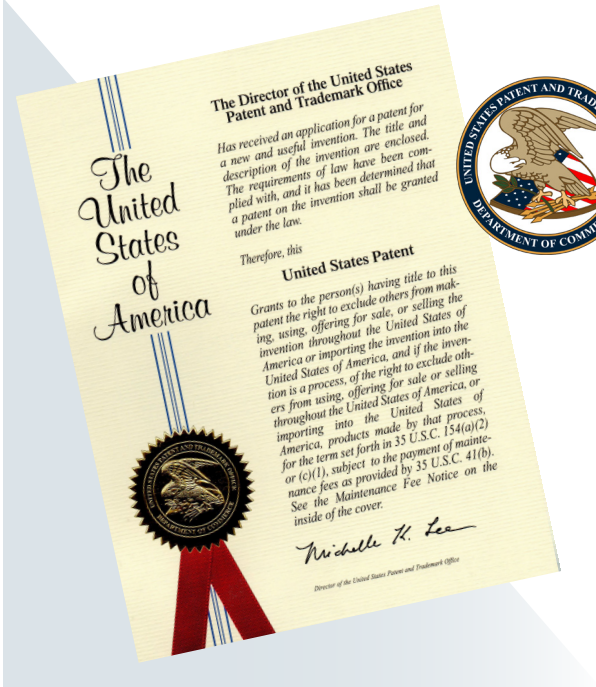 The
United
States
of
America
The Director of the United States
Patent and Trademark Office
Has received an application for a patent for
a new and useful invention. The title and
description of the invention are enclosed.
The requirements of law have been com-
plied with, and it has been determined that
a patent on the invention shall be granted
under the law.
Therefore, this
United States Patent
Grants to the person(s) having title to this
patent the right to exclude others from mak-
ing, using, offering for sale, or selling the
invention throughout the United States of
America or importing the invention into the
United States of America, and if the inven-
tion is a process, of the right to exclude oth-
ers from using, offering for sale or selling
throughout the United States of America, or
importing into the United States of
America, products made by that process,
for the term set forth in 35 U.S.C. 154(a)(2)
or (c)(1), subject to the payment of mainte-
nance fees as provided by 35 U.S.C. 41(b).
See the Maintenance Fee Notice on the
inside of the cover.
Michelle K. Lee
Director of the United States Patent and Trademark Office
UNITED STATES PATENT AND TRADEMARK OFFICE
DEPARTMENT OF COMMERCE
UNITED STATES PATENT AND TRAD
DEPARTMENT OF COMM